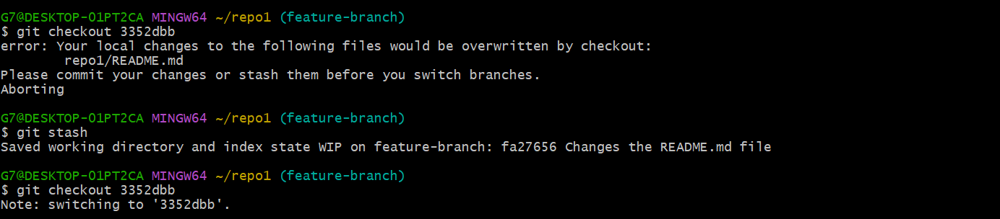 G7@DESKTOP-01PT2CA MINGW64 ~/repo1 (feature-branch)
$ git checkout 3352dbb
error: Your local changes to the following files would be overwritten by checkout:
        repo1/README.md
Please commit your changes or stash them before you switch branches.
Aborting

G7@DESKTOP-01PT2CA MINGW64 ~/repo1 (feature-branch)
$ git stash
Saved working directory and index state WIP on feature-branch: fa27656 Changes the README.md file

G7@DESKTOP-01PT2CA MINGW64 ~/repo1 (feature-branch)
$ git checkout 3352dbb
Note: switching to '3352dbb'.